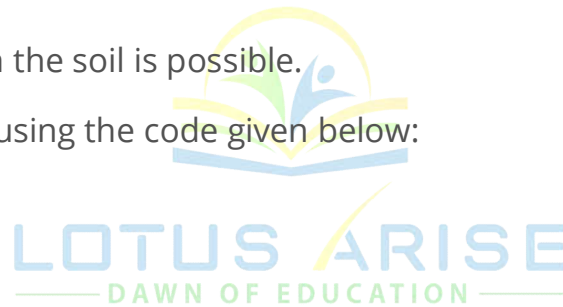 the soil is possible.
using the code given below:
LOTUS ARISE
DAWN OF EDUCATION